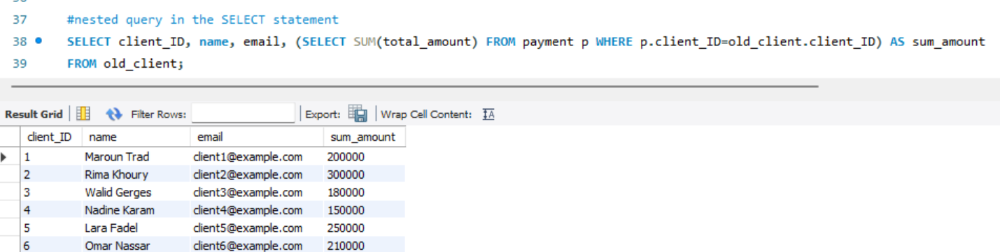 37 #nested query in the SELECT statement
38 SELECT client_ID, name, email, (SELECT SUM(total_amount) FROM payment p WHERE p.client_ID=old_client.client_ID) AS sum_amount
39 FROM old_client;
Result Grid Filter Rows: Export: Wrap Cell Content: IA
client_ID name email sum_amount
1 Maroun Trad client1@example.com 200000
2 Rima Khoury client2@example.com 300000
3 Walid Gerges client3@example.com 180000
4 Nadine Karam client4@example.com 150000
5 Lara Fadel client5@example.com 250000
6 Omar Nassar client6@example.com 210000